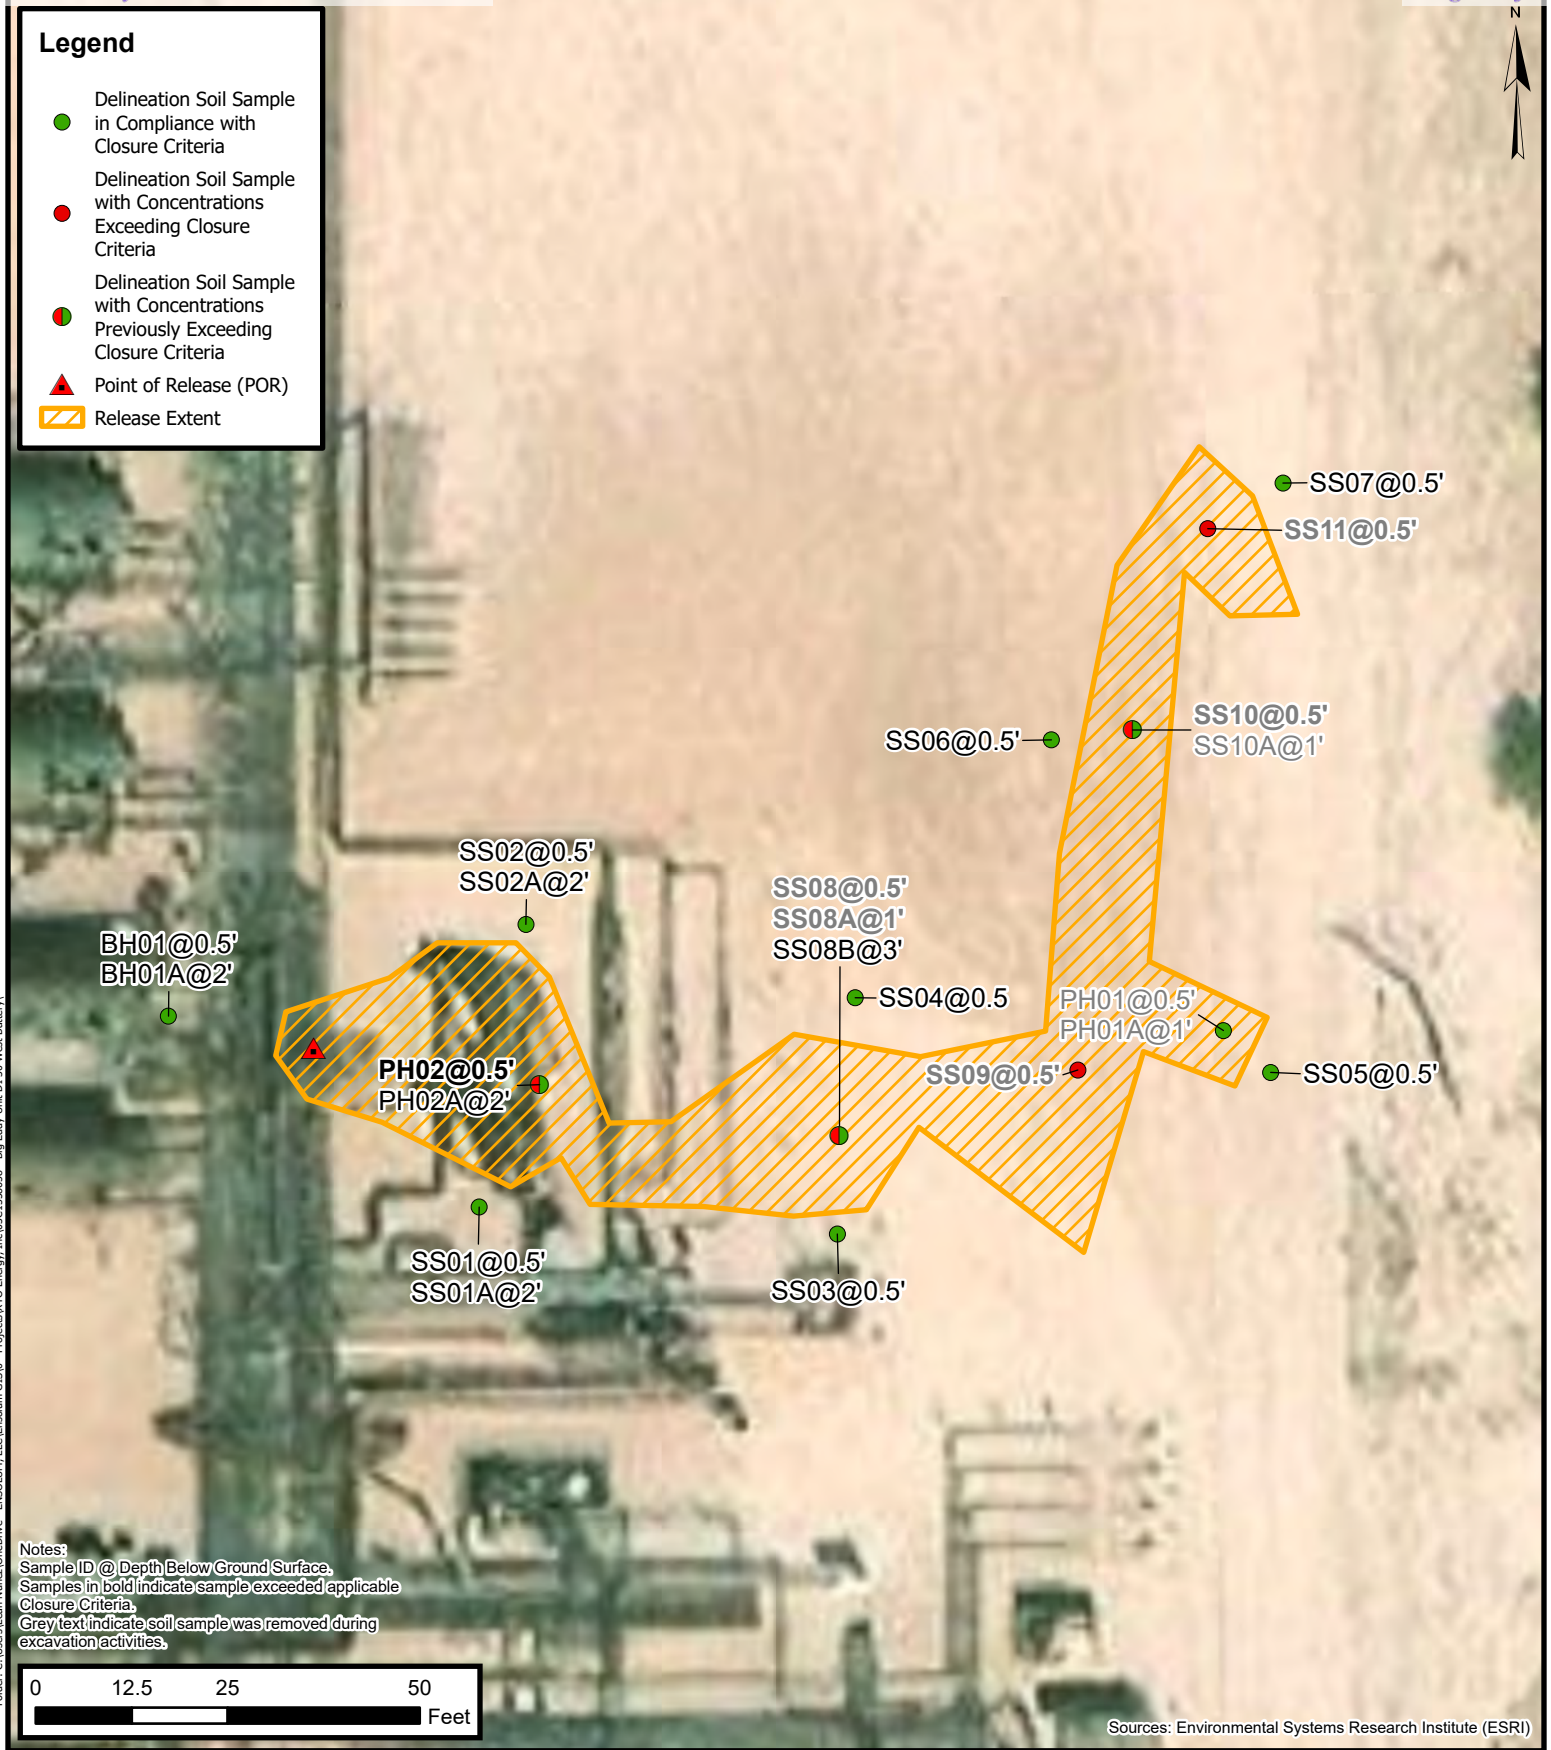 N
Legend
Delineation Soil Sample
in Compliance with
Closure Criteria
Delineation Soil Sample
with Concentrations
Exceeding Closure
Criteria
Delineation Soil Sample
with Concentrations
Previously Exceeding
Closure Criteria
Point of Release (POR)
Release Extent
SS07@0.5'
SS11@0.5'
SS10@0.5'
SS10A@1'
SS06@0.5'
SS02@0.5'
SS02A@2'
SS08@0.5'
SS08A@1'
SS08B@3'
BH01@0.5'
BH01A@2'
SS04@0.5
PH01@0.5'
PH01A@1'
PH02@0.5'
PH02A@2'
SS09@0.5'
SS05@0.5'
SS01@0.5'
SS01A@2'
SS03@0.5'
Notes:
Sample ID @ Depth Below Ground Surface.
Samples in bold indicate sample exceeded applicable
Closure Criteria.
Grey text indicate soil sample was removed during
excavation activities.
0 12.5 25 50
Feet
Sources: Environmental Systems Research Institute (ESRI)